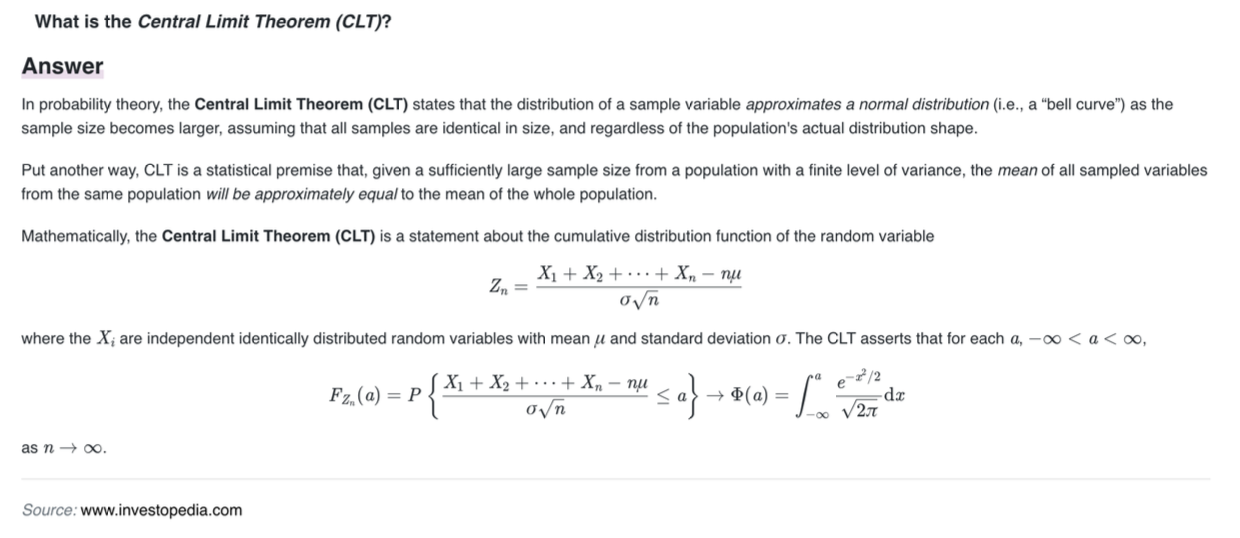 What is the Central Limit Theorem (CLT)?
Answer
In probability theory, the Central Limit Theorem (CLT) states that the distribution of a sample variable approximates a normal distribution (i.e., a “bell curve”) as the
sample size becomes larger, assuming that all samples are identical in size, and regardless of the population's actual distribution shape.
Put another way, CLT is a statistical premise that, given a sufficiently large sample size from a population with a finite level of variance, the mean of all sampled variables
from the same population will be approximately equal to the mean of the whole population.
Mathematically, the Central Limit Theorem (CLT) is a statement about the cumulative distribution function of the random variable
Z_n = \frac{X_1 + X_2 + \cdots + X_n - n\mu}{\sigma\sqrt{n}}
where the X_i are independent identically distributed random variables with mean μ and standard deviation σ. The CLT asserts that for each a, −∞ < a < ∞,
F_{Z_n}(a) = P\left\{\frac{X_1 + X_2 + \cdots + X_n - n\mu}{\sigma\sqrt{n}} \le a\right\} \to \Phi(a) = \int_{-\infty}^{a} \frac{e^{-x^2/2}}{\sqrt{2\pi}} dx
as n → ∞.
Source: www.investopedia.com